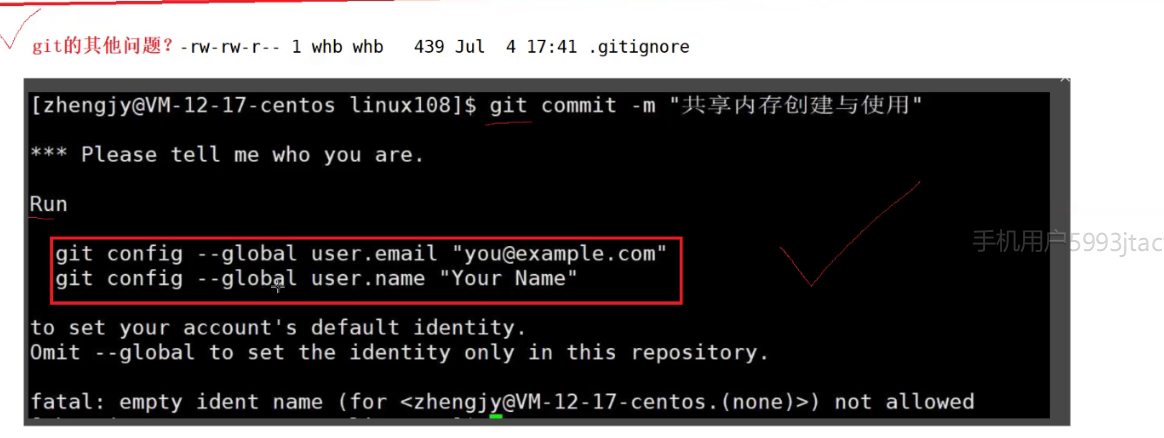 git的其他问题？-rw-rw-r-- 1 whb whb   439 Jul  4 17:41 .gitignore
[zhengjy@VM-12-17-centos linux108]$ git commit -m "共享内存创建与使用"
*** Please tell me who you are.
Run
git config --global user.email "you@example.com"
git config --global user.name "Your Name"
手机用户5993jtac
to set your account's default identity.
Omit --global to set the identity only in this repository.
fatal: empty ident name (for <zhengjy@VM-12-17-centos.(none)>) not allowed